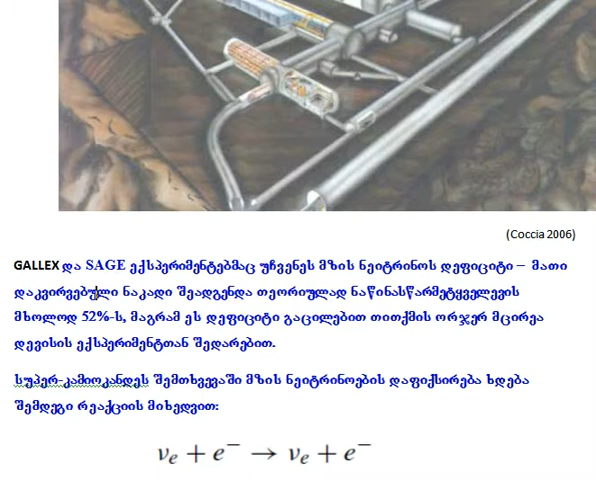 (Coccia 2006)
GALLEX და SAGE ექსპერიმენტებმაც უჩვენეს მზის ნეიტრინოს დეფიციტი – მათი
დაკვირვებული ნაკადი შეადგენდა თეორიულად ნაწინასწარმეტყველევის
მხოლოდ 52%-ს, მაგრამ ეს დეფიციტი გაცილებით თითქმის ორჯერ მცირეა
დევისის ექსპერიმენტთან შედარებით.
სუპერ-კამიოკანდეს შემთხვევაში მზის ნეიტრინოების დაფიქსირება ხდება
შემდეგი რეაქციის მიხედვით:
νₑ + e⁻ → νₑ + e⁻